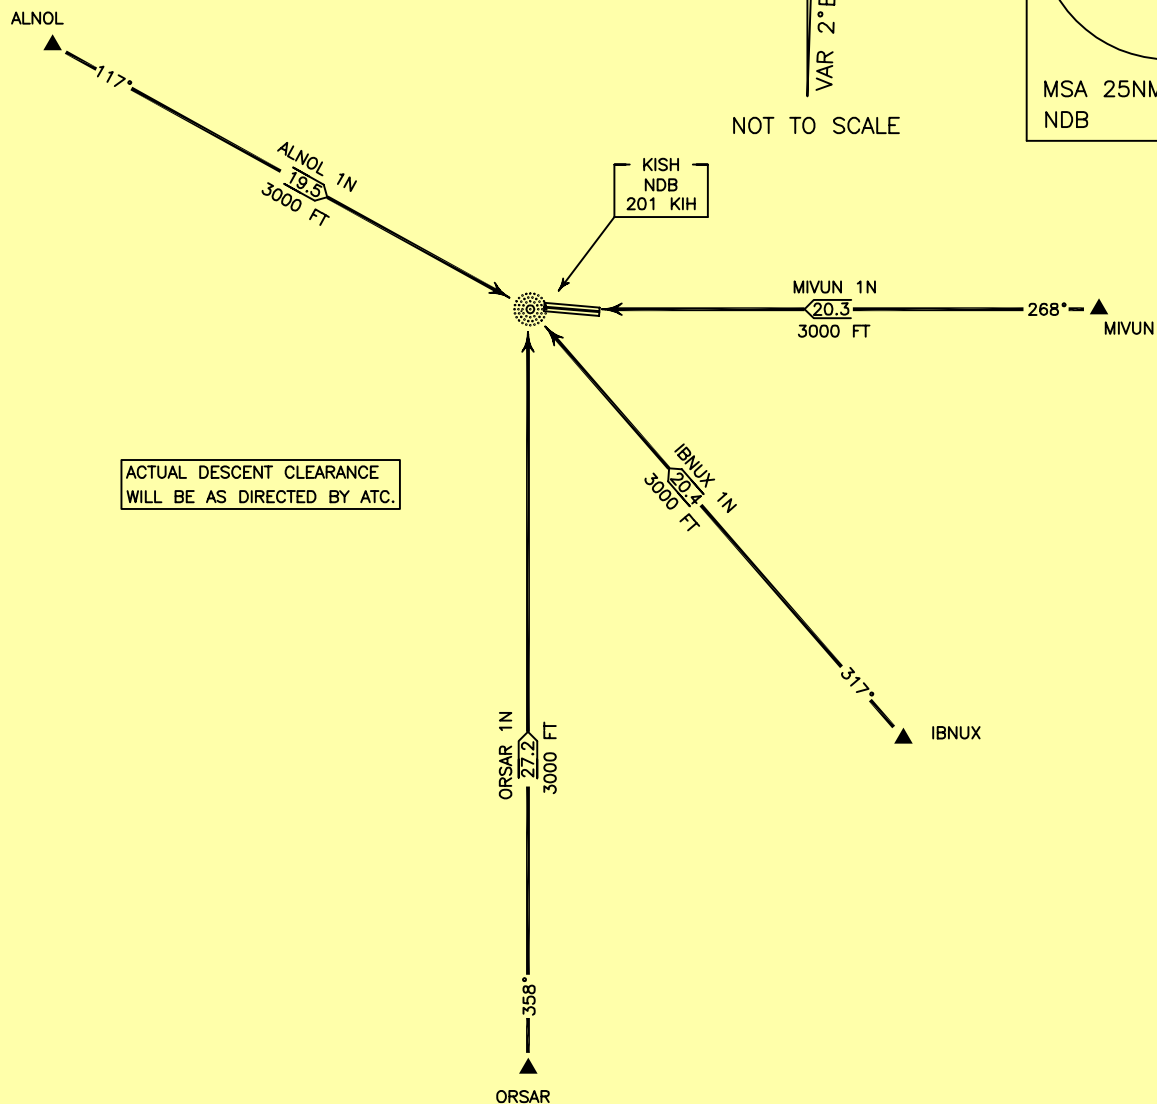 ALNOL
117°
ALNOL 1N
19.5
3000 FT
VAR 2°E
NOT TO SCALE
MSA 25NM
NDB
KISH
NDB
201 KIH
MIVUN 1N
20.3
3000 FT
268°
MIVUN
ACTUAL DESCENT CLEARANCE
WILL BE AS DIRECTED BY ATC.
IBNUX 1N
20.4
3000 FT
317°
IBNUX
ORSAR 1N
27.2
3000 FT
358°
ORSAR